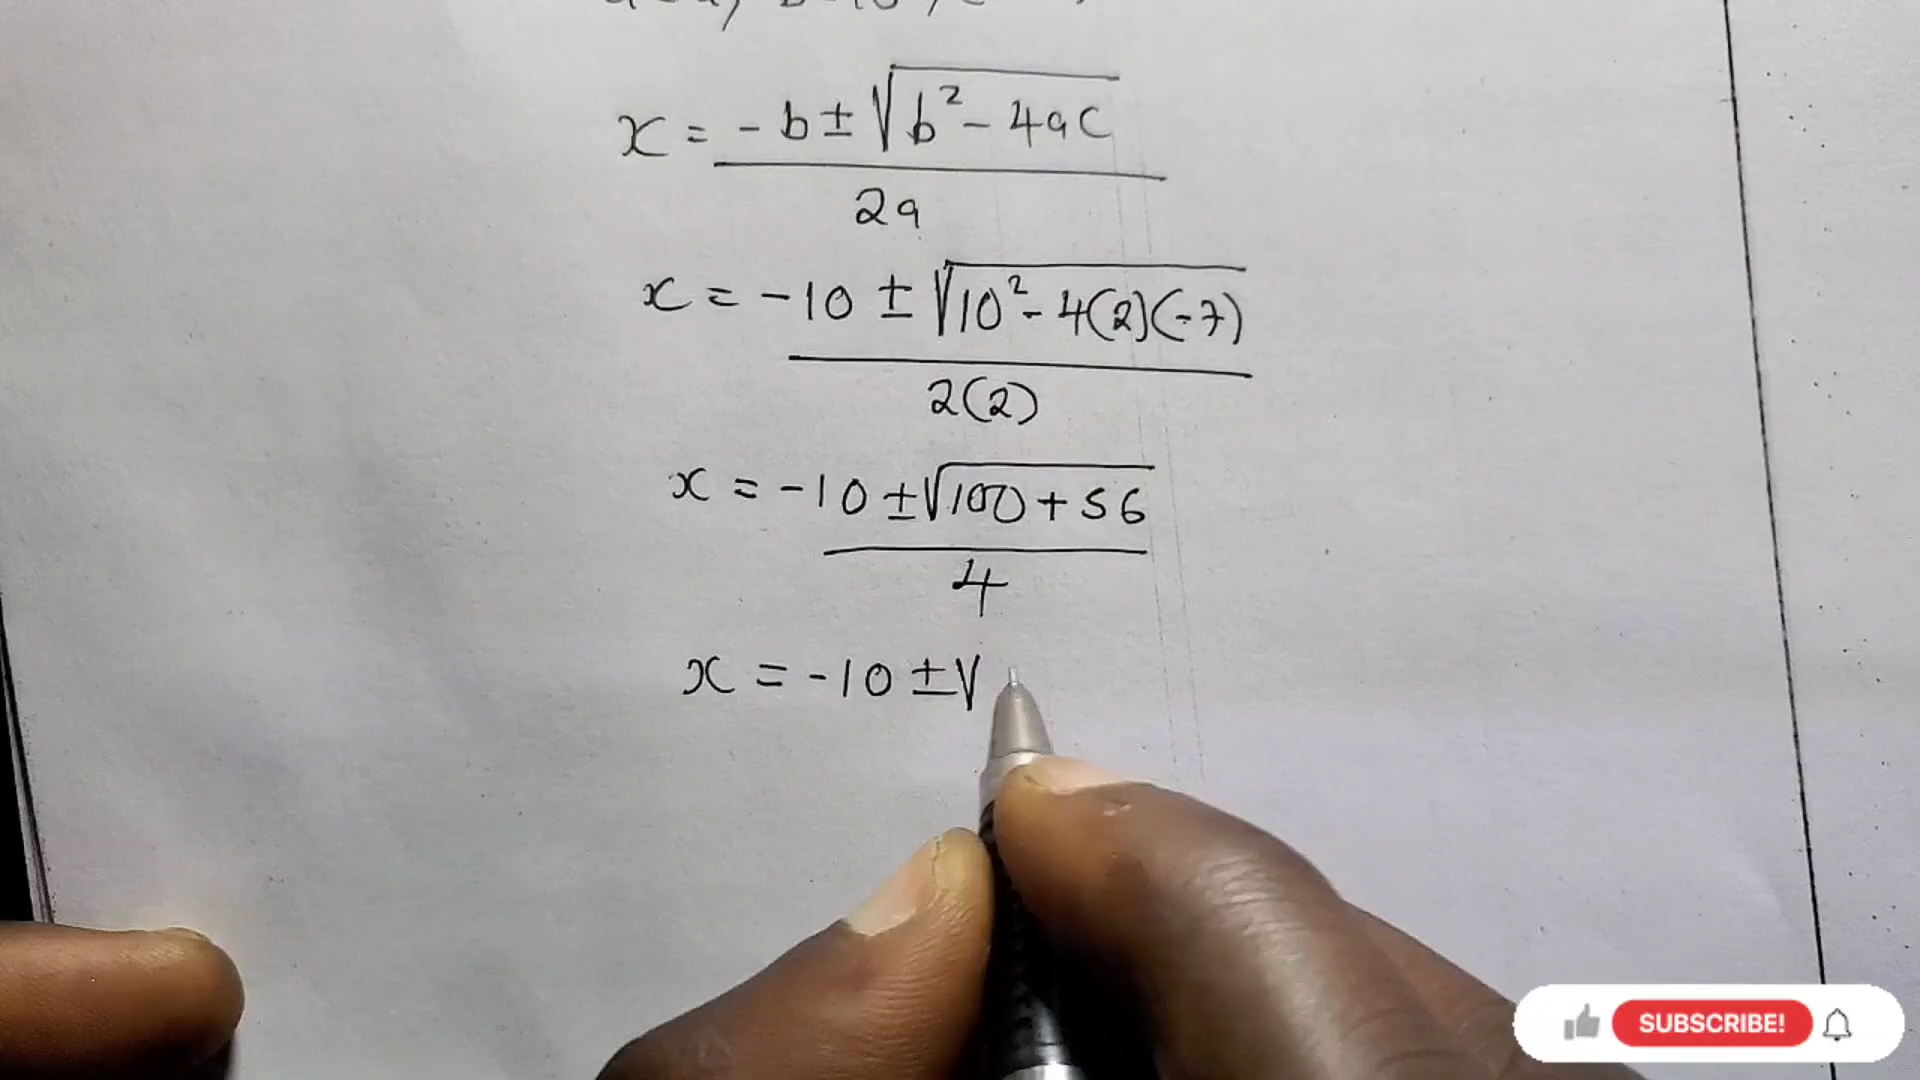 x = -b ± √b² - 4ac
2a
x = -10 ± √10² - 4(2)(-7)
2(2)
x = -10 ± √100 + 56
4
x = -10 ± √
SUBSCRIBE!